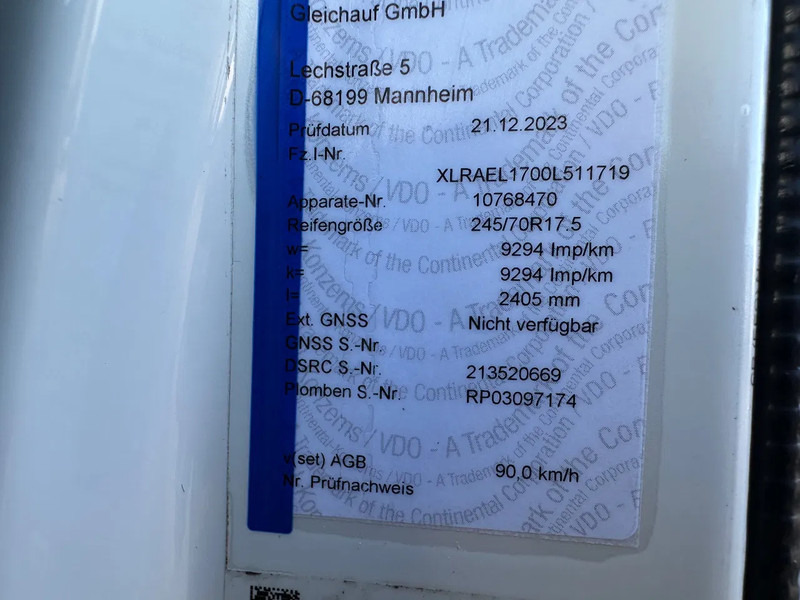 Gleichauf GmbH
Lechstraße 5
D-68199 Mannheim
Prüfdatum 21.12.2023
Fz.I-Nr.
XLRAEL1700L511719
Apparate-Nr. 10768470
Reifengröße 245/70R17.5
w= 9294 Imp/km
k= 9294 Imp/km
l= 2405 mm
Ext. GNSS Nicht verfügbar
GNSS S.-Nr.
DSRC S.-Nr. 213520669
Plomben S.-Nr. RP03097174
v(set) AGB 90,0 km/h
Nr. Prüfnachweis